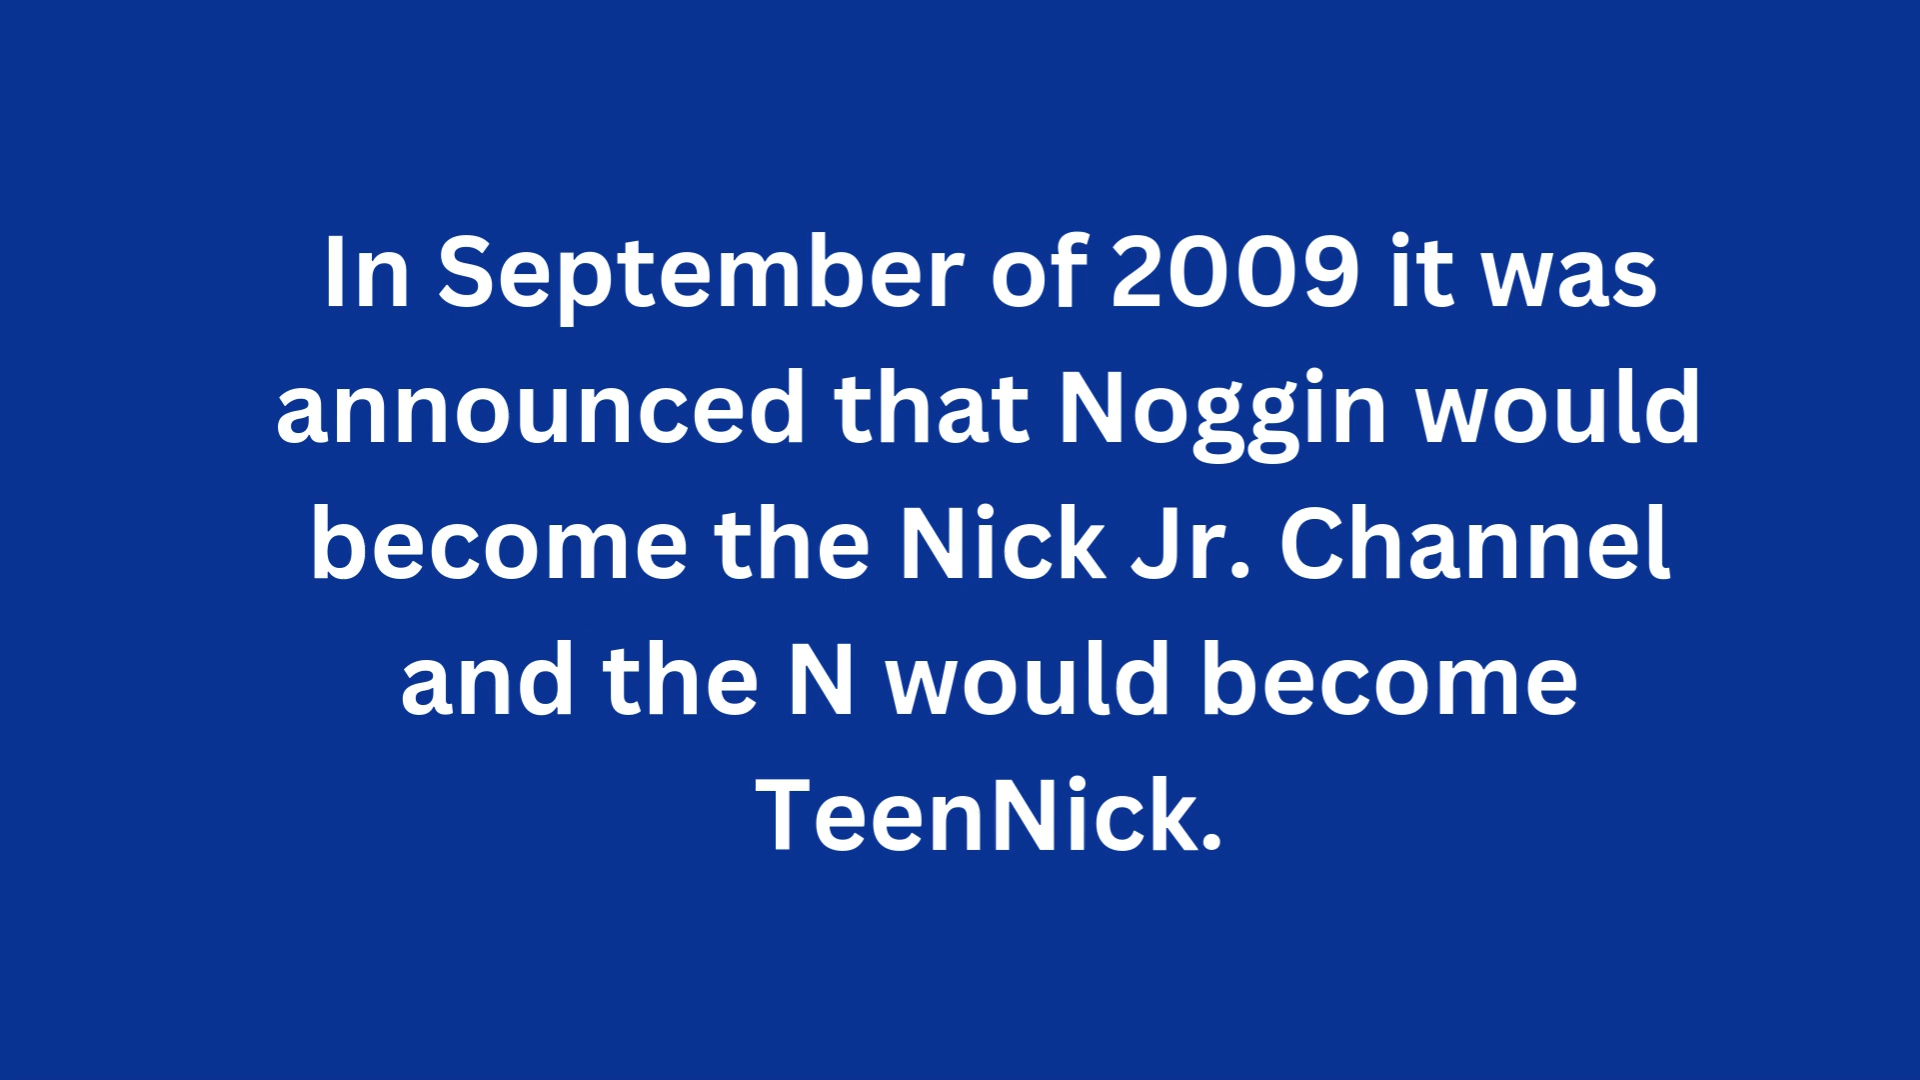 In September of 2009 it was
announced that Noggin would
become the Nick Jr. Channel
and the N would become
TeenNick.